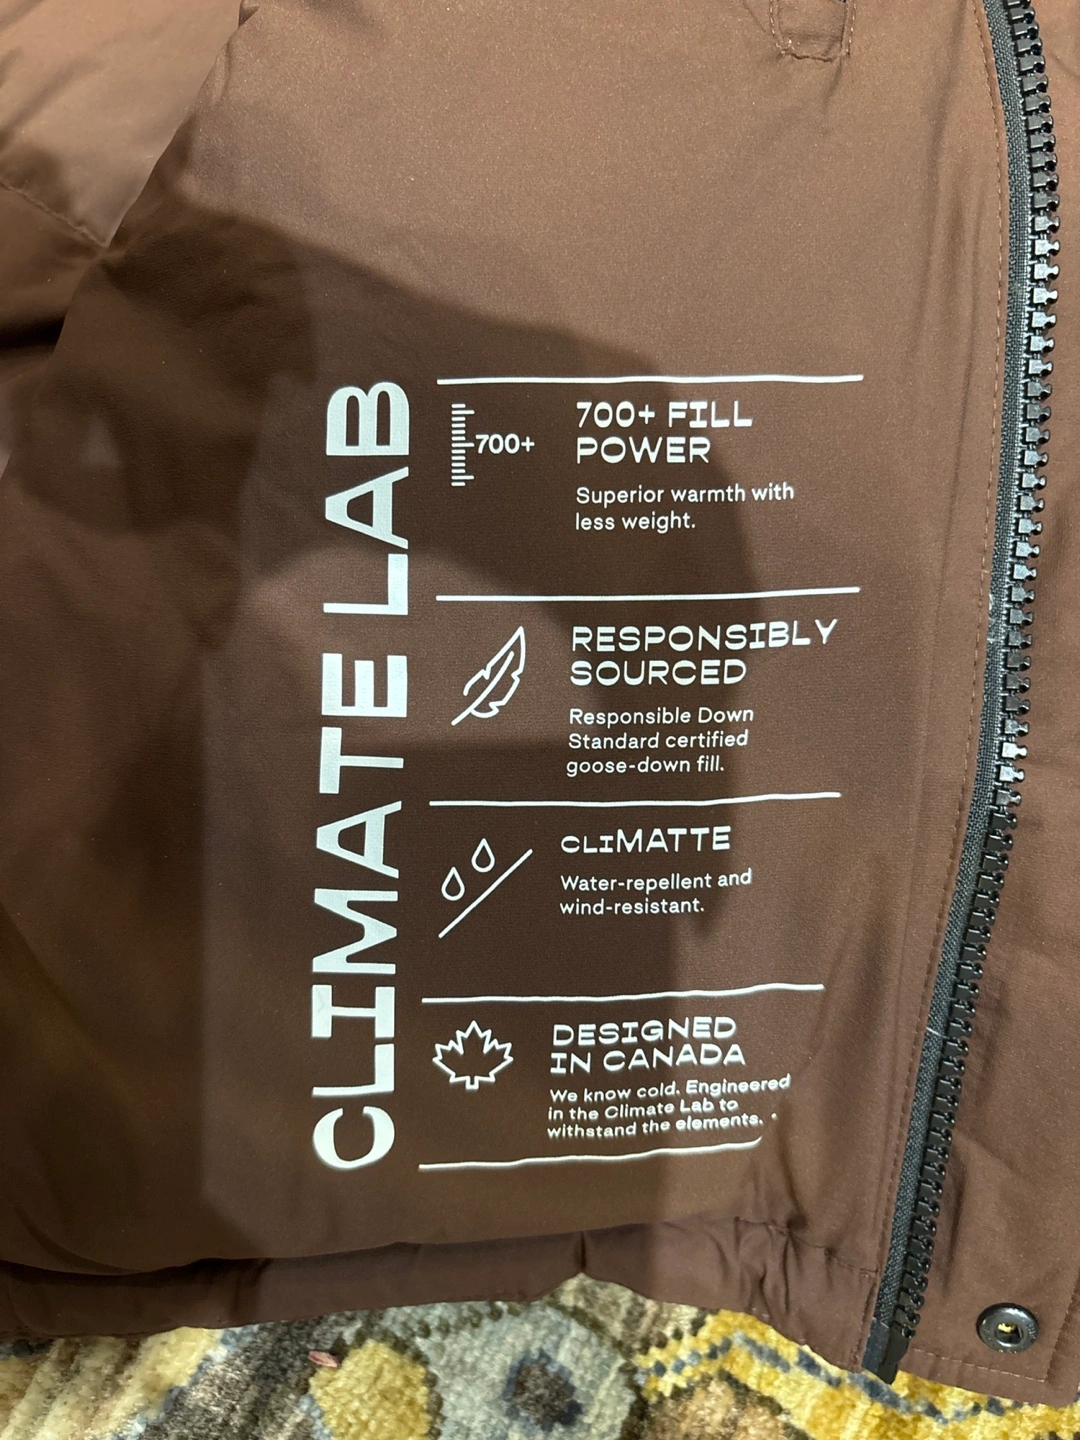 CLIMATE LAB
700+
700+ FILL
POWER
Superior warmth with
less weight.
RESPONSIBLY
SOURCED
Responsible Down
Standard certified
goose-down fill.
CLIMATTE
Water-repellent and
wind-resistant.
DESIGNED
IN CANADA
We know cold. Engineered
in the Climate Lab to
withstand the elements.